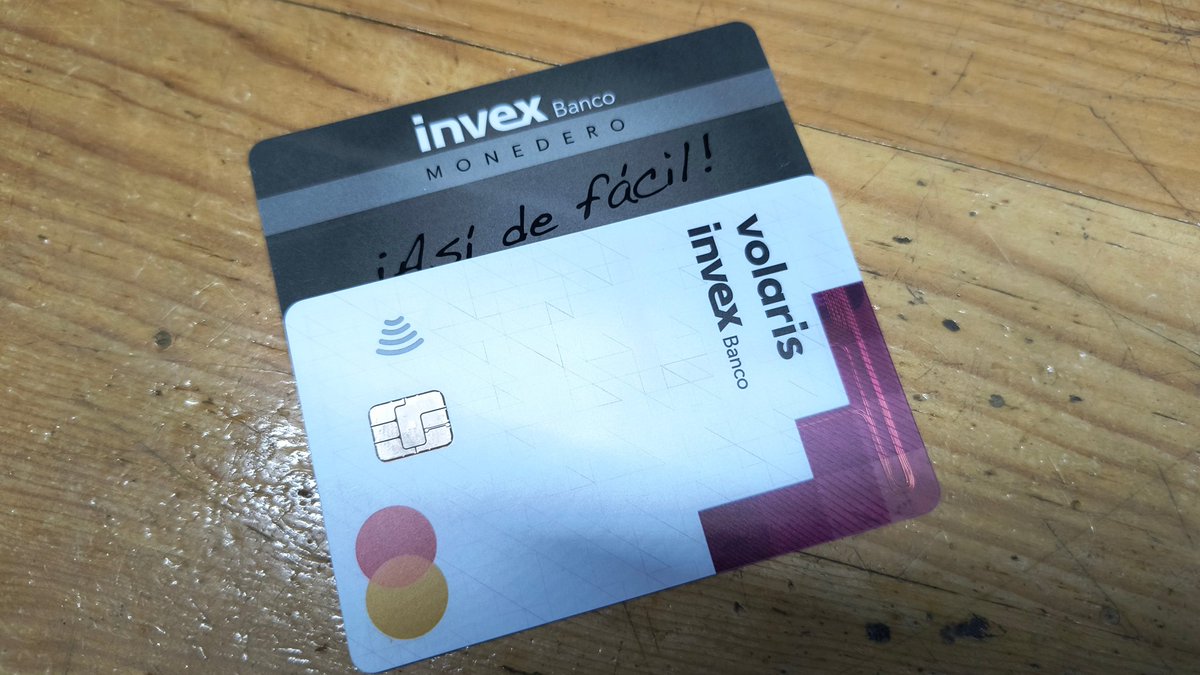 invex Banco
MONEDERO
¡Así de fácil!
volaris
invex Banco